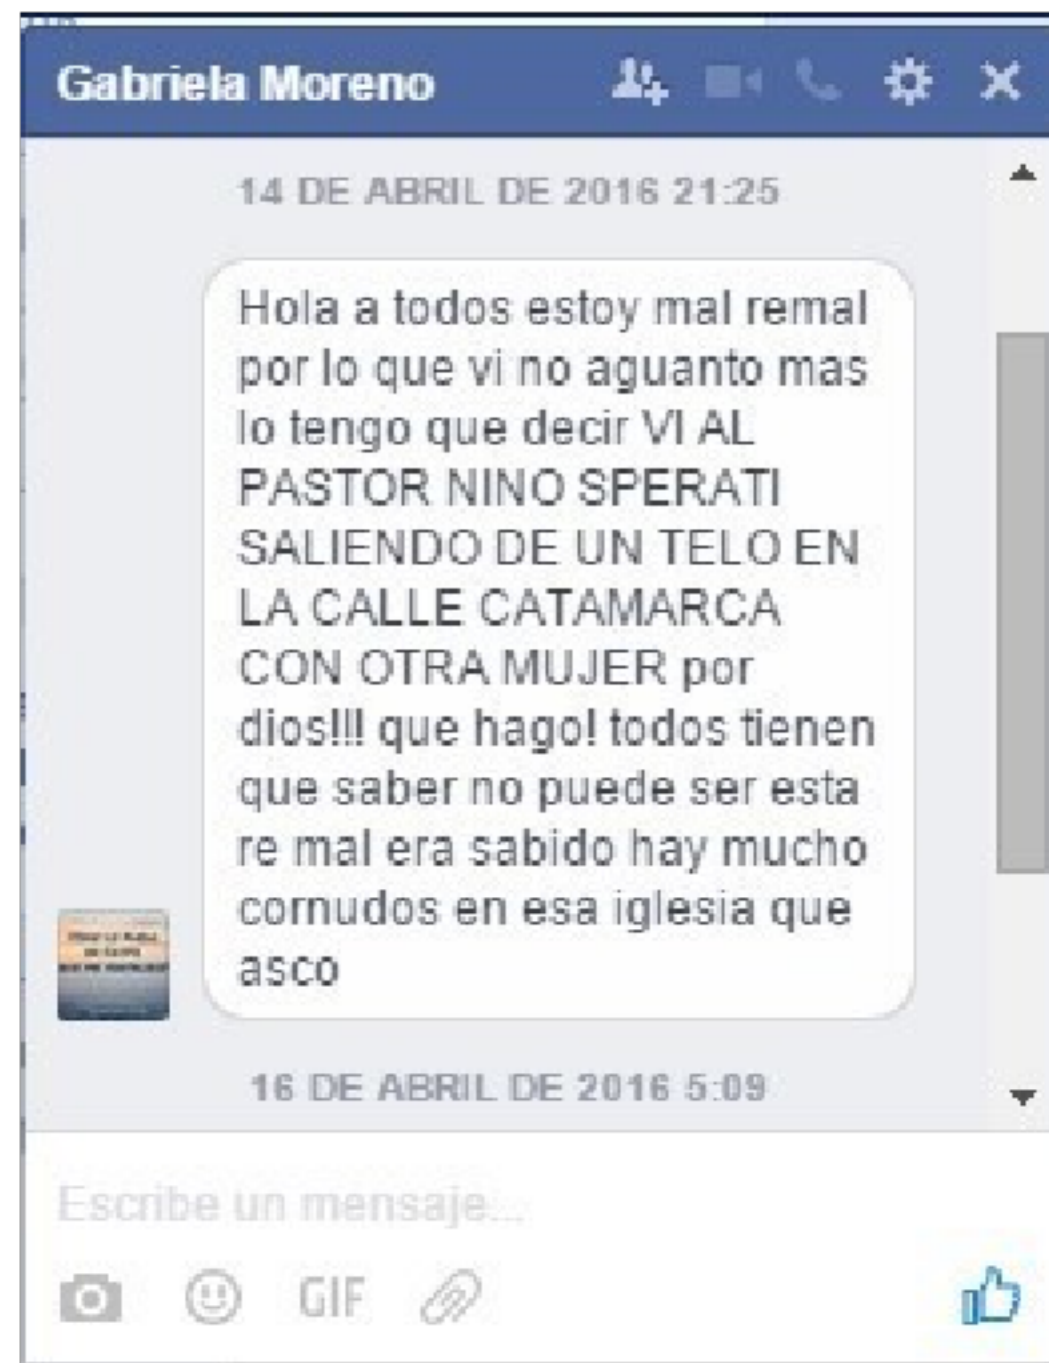 Gabriela Moreno
14 DE ABRIL DE 2016 21:25
Hola a todos estoy mal remal
por lo que vi no aguanto mas
lo tengo que decir VI AL
PASTOR NINO SPERATI
SALIENDO DE UN TELO EN
LA CALLE CATAMARCA
CON OTRA MUJER por
dios!!! que hago! todos tienen
que saber no puede ser esta
re mal era sabido hay mucho
cornudos en esa iglesia que
asco
16 DE ABRIL DE 2016 5:09
Escribe un mensaje...
GIF